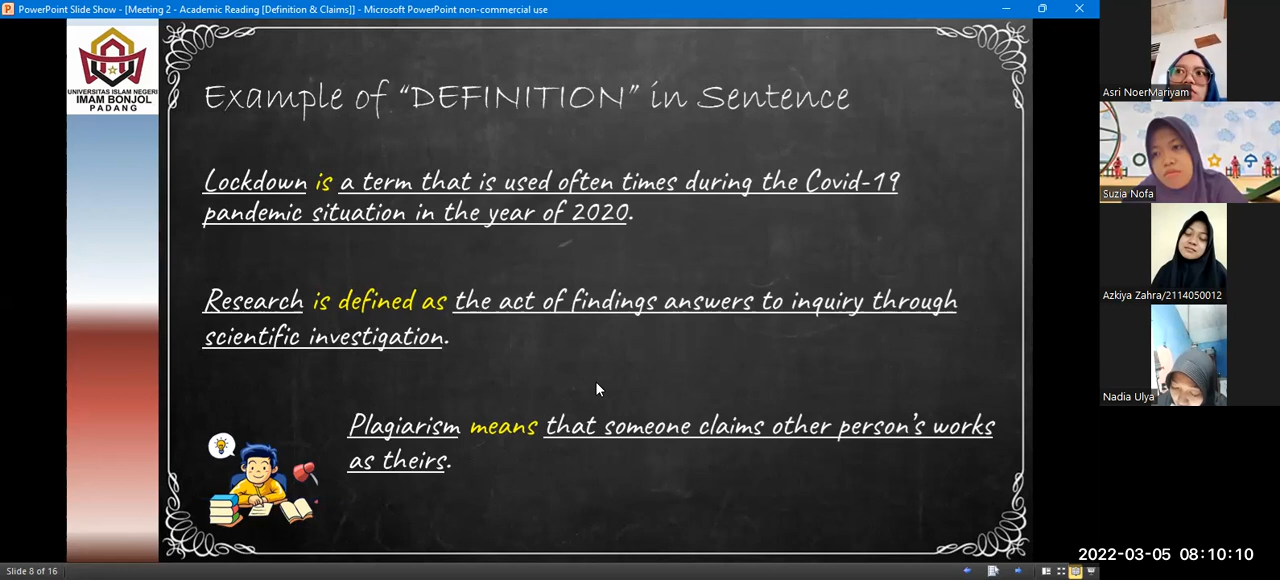 PowerPoint Slide Show - [Meeting 2 - Academic Reading [Definition & Claims]] - Microsoft PowerPoint non-commercial use
UNIVERSITAS ISLAM NEGERI
IMAM BONJOL
PADANG
Example of “DEFINITION” in Sentence
Lockdown is a term that is used often times during the Covid-19
pandemic situation in the year of 2020.
Research is defined as the act of findings answers to inquiry through
scientific investigation.
Plagiarism means that someone claims other person’s works
as theirs.
Asri NoerMariyam
Suzia Nofa
Azkiya Zahra/2114050012
Nadia Ulya
2022-03-05 08:10:10
Slide 8 of 16